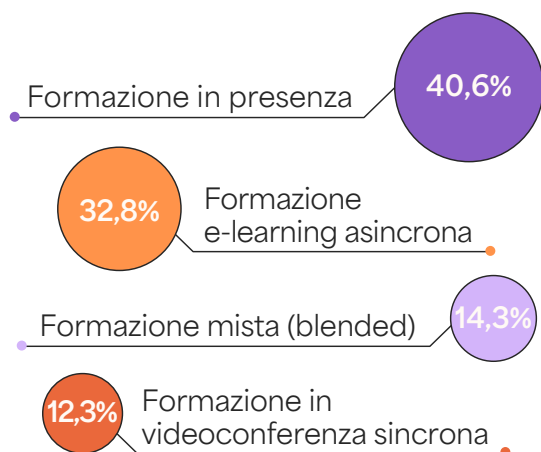 40,6%
Formazione in presenza
32,8%
Formazione
e-learning asincrona
14,3%
Formazione mista (blended)
12,3%
Formazione in
videoconferenza sincrona